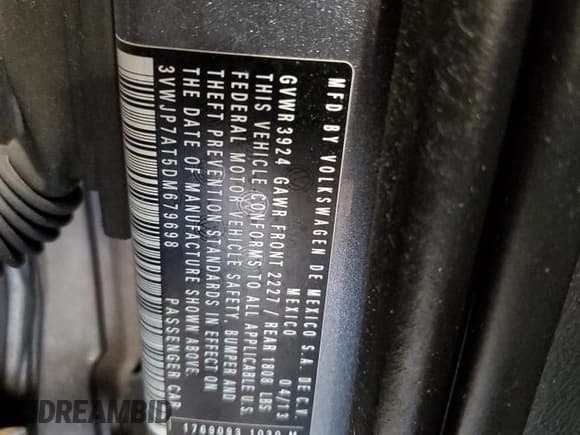 MFD BY VOLKSWAGEN DE MEXICO S.A. DE C.V.
MEXICO 04/13
GVWR 3924 GAWR FRONT 2227 / REAR 1808 LBS
THIS VEHICLE CONFORMS TO ALL APPLICABLE U.S.
FEDERAL MOTOR VEHICLE SAFETY, BUMPER AND
THEFT PREVENTION STANDARDS IN EFFECT ON
THE DATE OF MANUFACTURE SHOWN ABOVE.
3VWJP7AT5DM679698 PASSENGER CAR
1769093 1030 M
DREAMBID